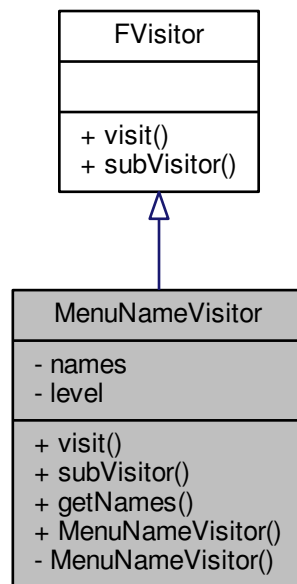 FVisitor
+ visit()
+ subVisitor()
MenuNameVisitor
- names
- level
+ visit()
+ subVisitor()
+ getNames()
+ MenuNameVisitor()
- MenuNameVisitor()